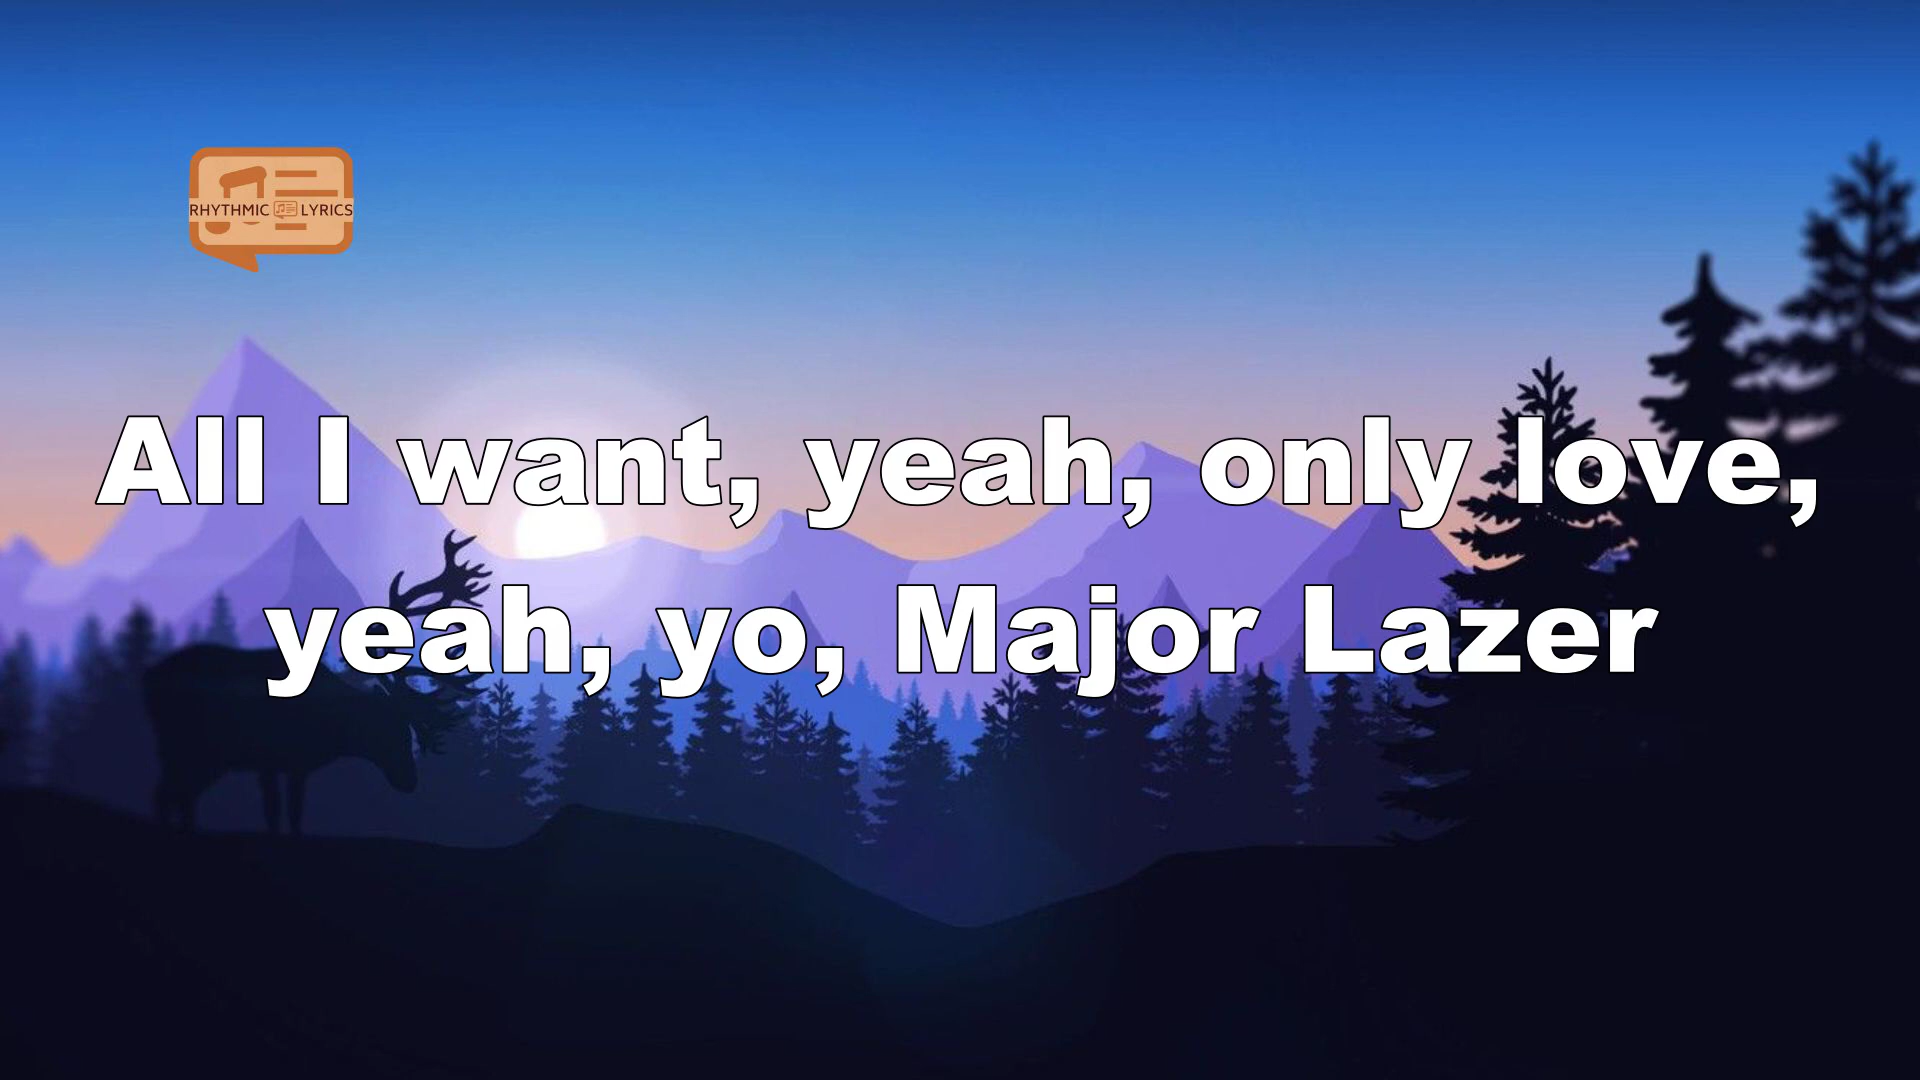 RHYTHMIC LYRICS
All I want, yeah, only love,
yeah, yo, Major Lazer